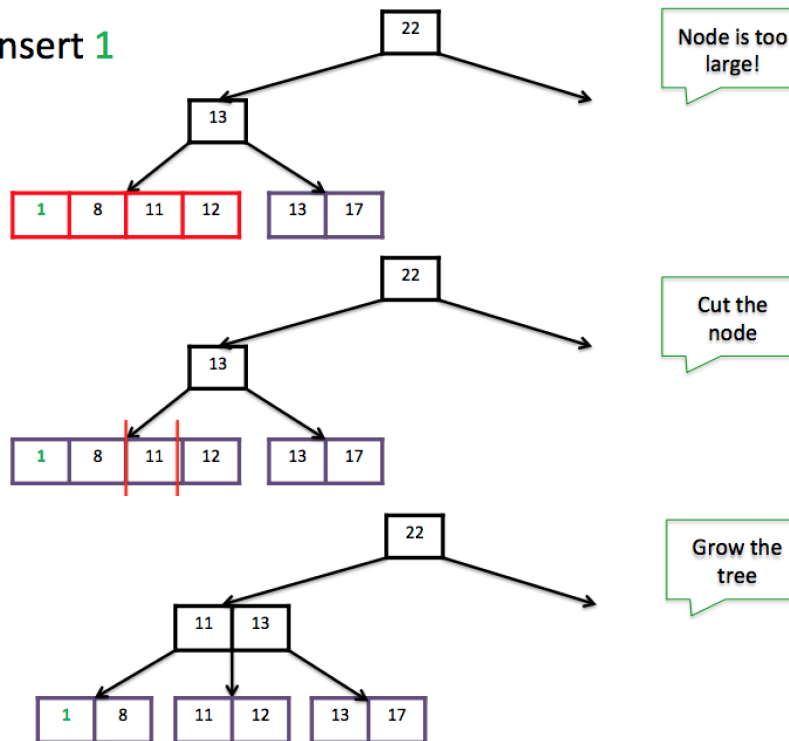 nsert 1
22
Node is too
large!
13
1 8 11 12 13 17
22
Cut the
node
13
1 8 11 12 13 17
22
Grow the
tree
11 13
1 8 11 12 13 17